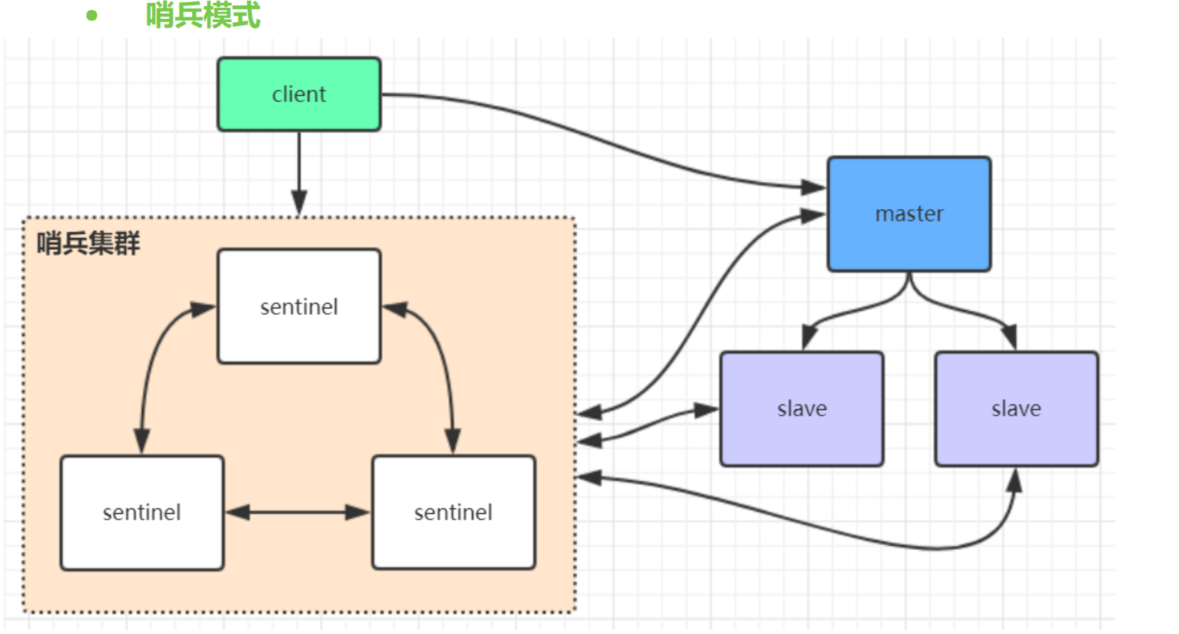 • 哨兵模式
client
master
哨兵集群
sentinel
slave
slave
sentinel
sentinel